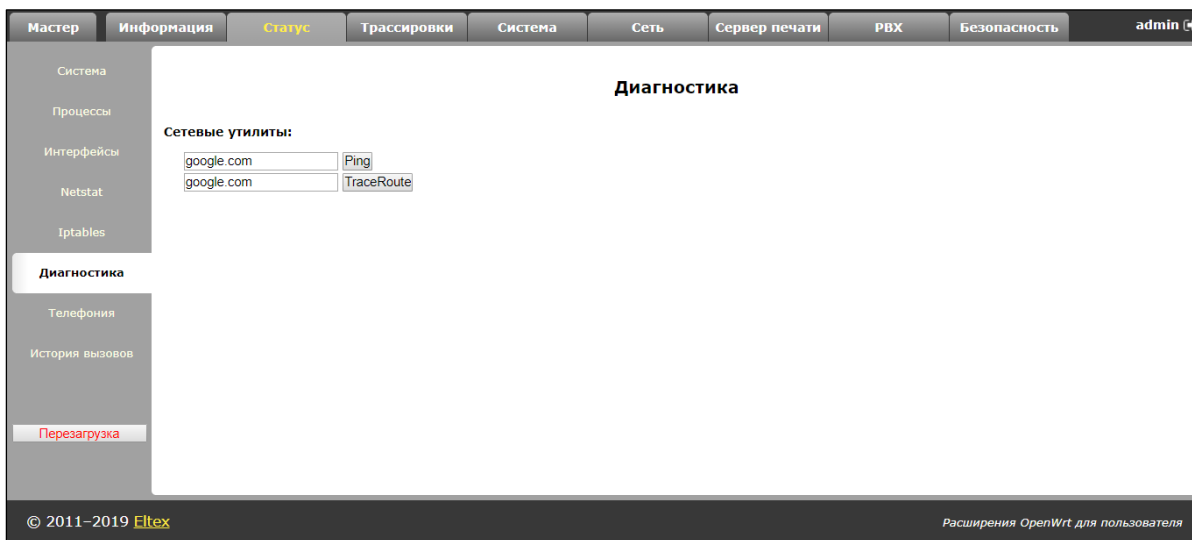 Мастер Информация Статус Трассировки Система Сеть Сервер печати PBX Безопасность admin
Система
Процессы
Интерфейсы
Netstat
Iptables
Диагностика
Телефония
История вызовов
Перезагрузка
Диагностика
Сетевые утилиты:
google.com Ping
google.com TraceRoute
© 2011–2019 Eltex
Расширения OpenWrt для пользователя